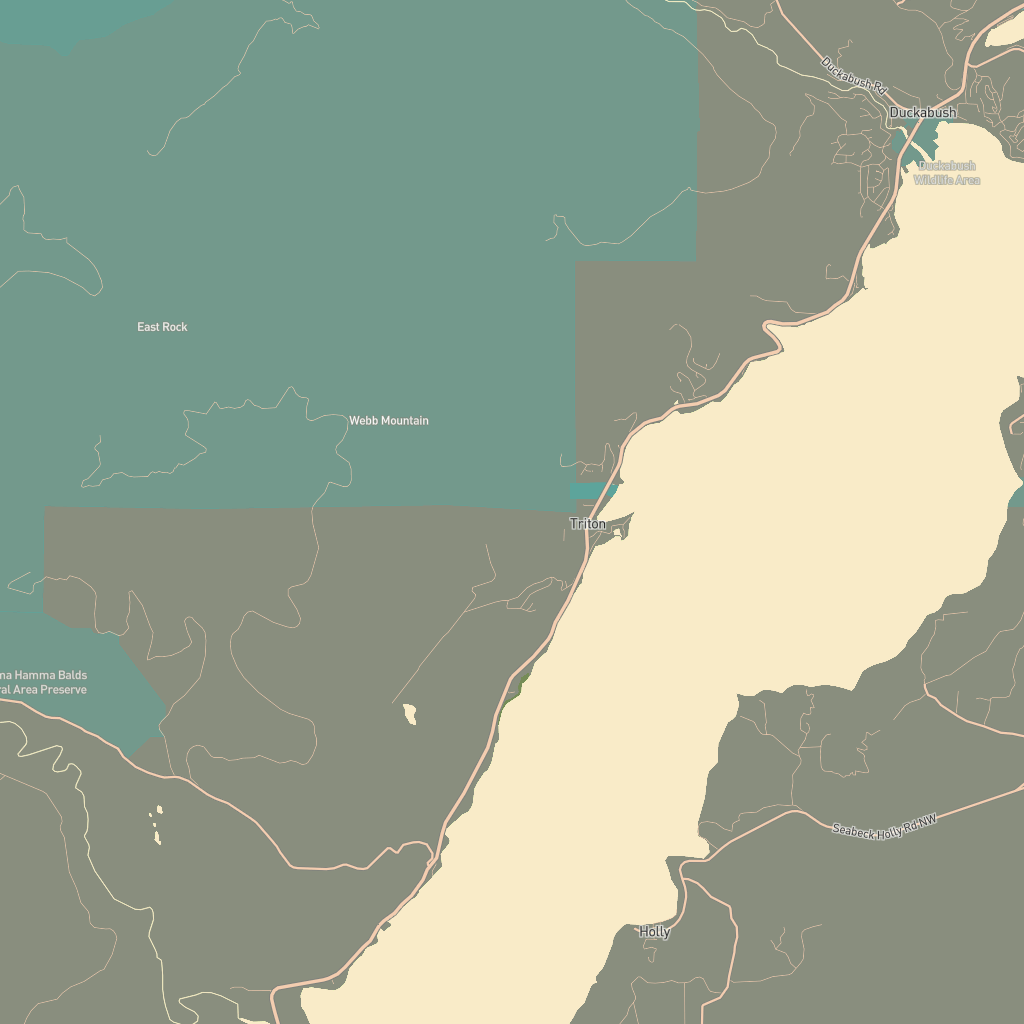 Duckabush Rd
Duckabush
Duckabush
Wildlife Area
East Rock
Webb Mountain
Triton
ma Hamma Balds
ral Area Preserve
Seabeck Holly Rd NW
Holly